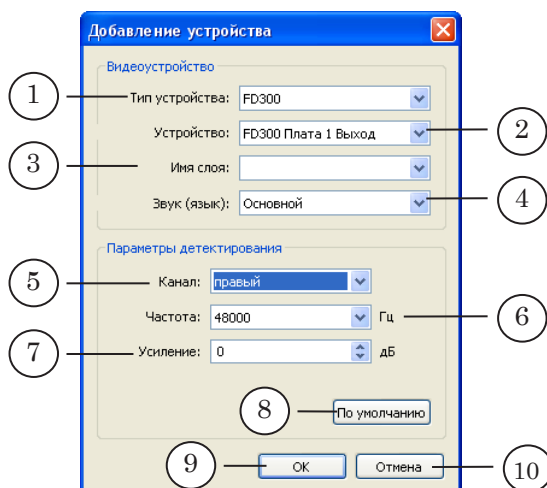 Добавление устройства
Видеоустройство
1 Тип устройства: FD300
Устройство: FD300 Плата 1 Выход 2
3 Имя слоя:
Звук (язык): Основной 4
Параметры детектирования
5 Канал: правый
Частота: 48000 Гц 6
7 Усиление: 0 дБ
8 По умолчанию
9 ОК Отмена 10